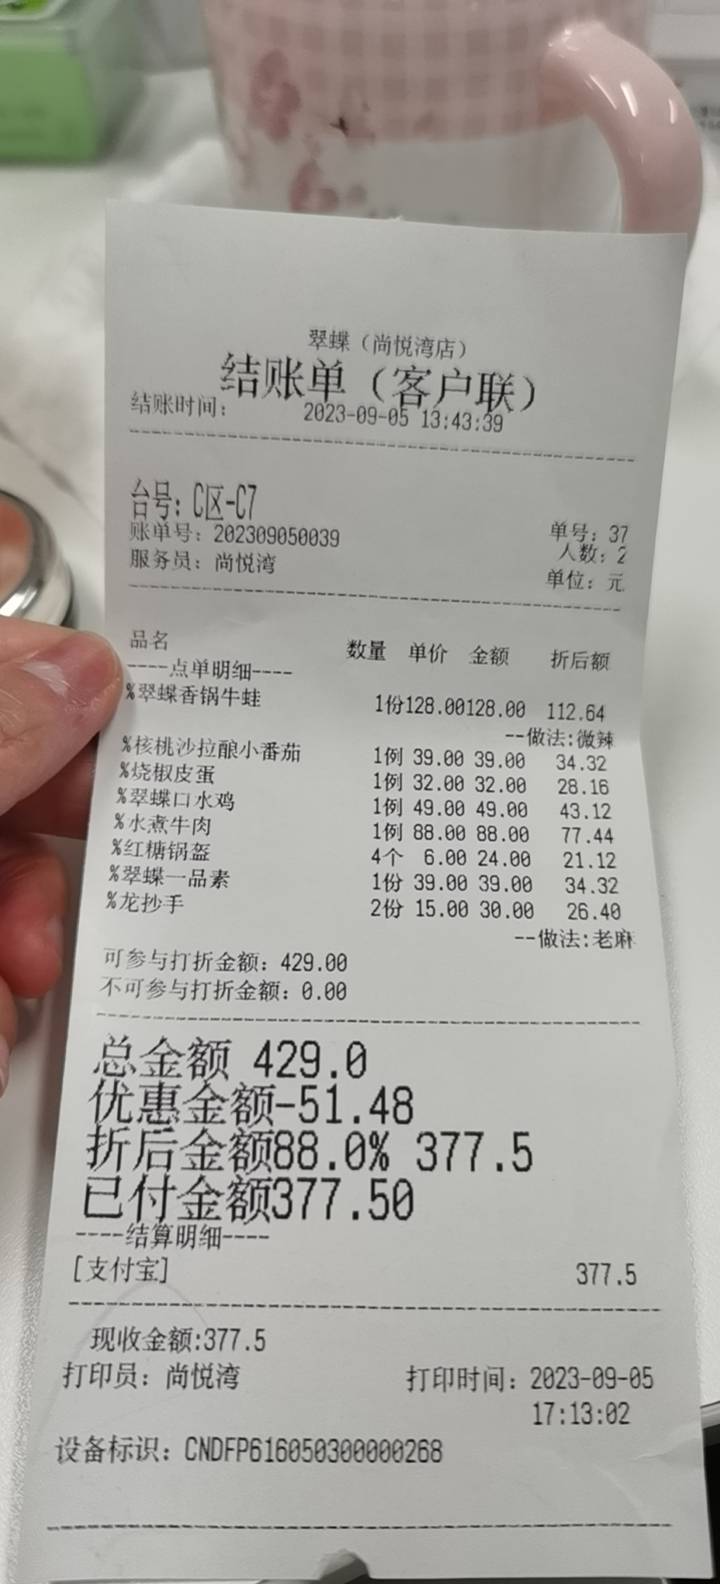 翠蝶（尚悦湾店）
结账单（客户联）
结账时间： 2023-09-05 13:43:39
台号：C区-C7
账单号：202309050039 单号：37
人数：2
服务员：尚悦湾 单位：元
品名 数量 单价 金额 折后额
----点单明细----
%翠蝶香锅牛蛙 1份128.00128.00 112.64
--做法:微辣
%核桃沙拉酿小番茄 1例 39.00 39.00 34.32
%烧椒皮蛋 1例 32.00 32.00 28.16
%翠蝶口水鸡 1例 49.00 49.00 43.12
%水煮牛肉 1例 88.00 88.00 77.44
%红糖锅盔 4个 6.00 24.00 21.12
%翠蝶一品素 1份 39.00 39.00 34.32
%龙抄手 2份 15.00 30.00 26.40
--做法:老麻
可参与打折金额：429.00
不可参与打折金额：0.00
总金额 429.0
优惠金额-51.48
折后金额88.0% 377.5
已付金额377.50
----结算明细----
[支付宝] 377.5
现收金额:377.5
打印员：尚悦湾 打印时间：2023-09-05
17:13:02
设备标识：CNDFP616050300000268